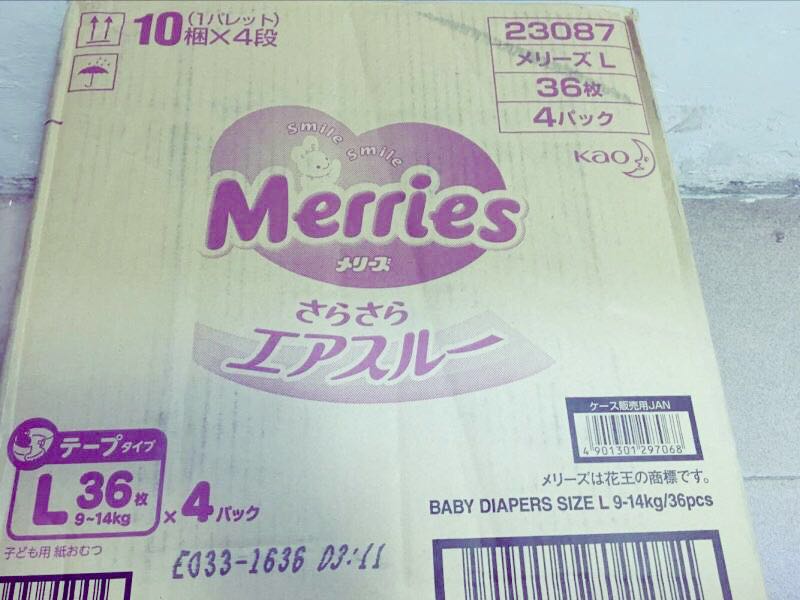 (1パレット)
10梱×4段
23087
メリーズ L
36枚
4パック
Kao
Smile Smile
Merries
メリーズ
さらさら
エアスルー
ケース販売用JAN
4 901301 297068
メリーズは花王の商標です。
BABY DIAPERS SIZE L 9-14kg/36pcs
テープタイプ
L 36枚
9~14kg
×4パック
子ども用 紙おむつ
E033-1636 03:11